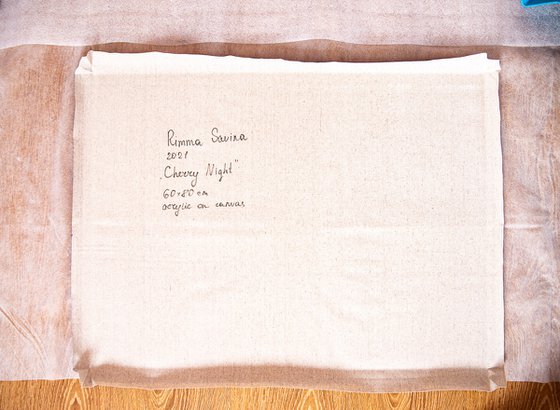 Rimma Savina
2021
„Cherry Night"
60×80 cm
acrylic on canvas